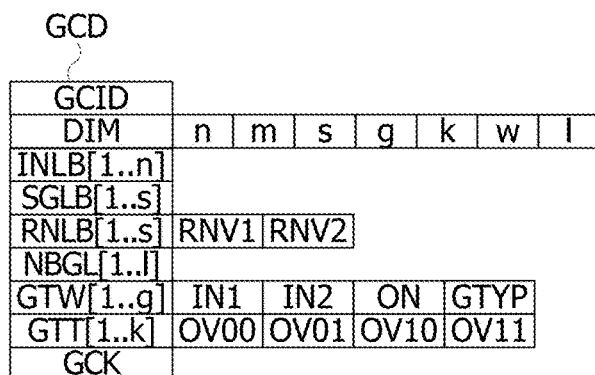 GCD
GCID
DIM n m s g k w l
INLB[1..n]
SGLB[1..s]
RNLB[1..s] RNV1 RNV2
NBGL[1..l]
GTW[1..g] IN1 IN2 ON GTYP
GTT[1..k] OV00 OV01 OV10 OV11
GCK